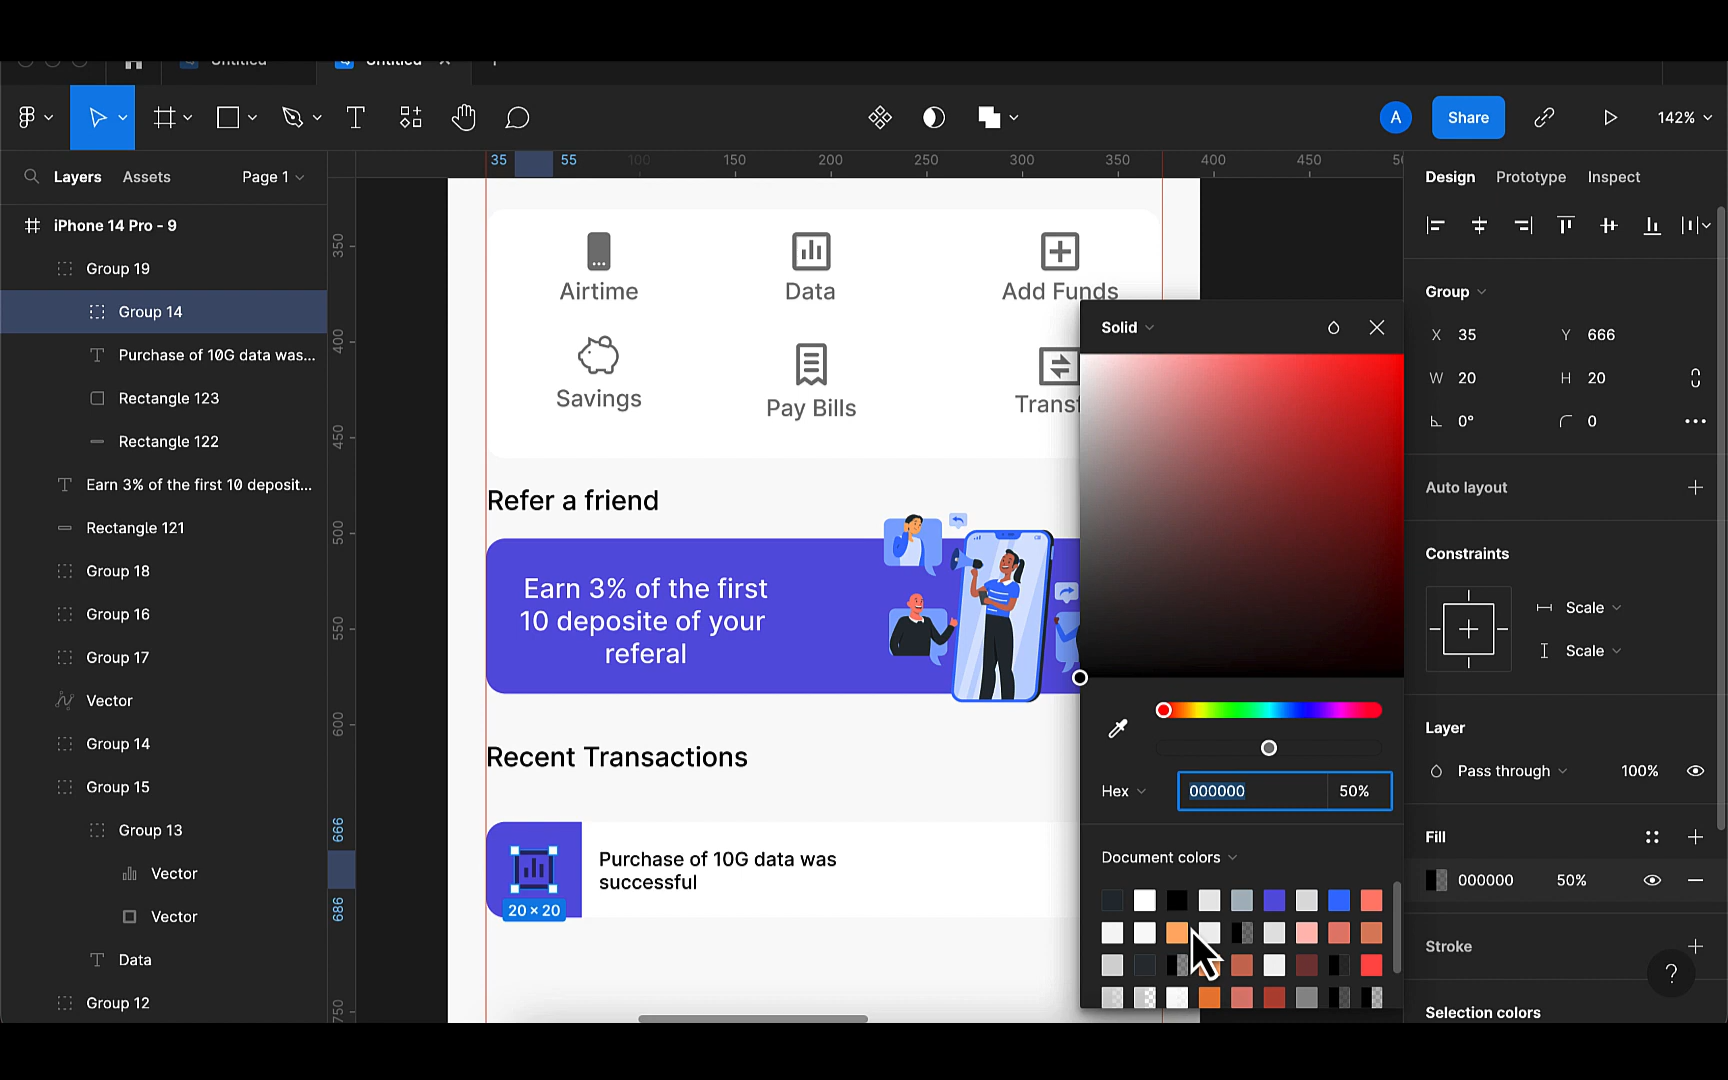 Untitled
Untitled
A
Share
142%
Layers
Assets
Page 1
35
55
100
150
200
250
300
350
400
450
Design
Prototype
Inspect
iPhone 14 Pro - 9
Group 19
Group 14
Purchase of 10G data was...
Rectangle 123
Rectangle 122
Earn 3% of the first 10 deposit...
Rectangle 121
Group 18
Group 16
Group 17
Vector
Group 14
Group 15
Group 13
Vector
Vector
Data
Group 12
350
400
450
500
550
600
666
686
750
Airtime
Data
Add Funds
Savings
Pay Bills
Transf
Refer a friend
Earn 3% of the first
10 deposite of your
referal
Recent Transactions
Purchase of 10G data was
successful
20 × 20
Solid
Hex
000000
50%
Document colors
Group
X 35
Y 666
W 20
H 20
0°
0
Auto layout
Constraints
Scale
Scale
Layer
Pass through
100%
Fill
000000
50%
Stroke
?
Selection colors